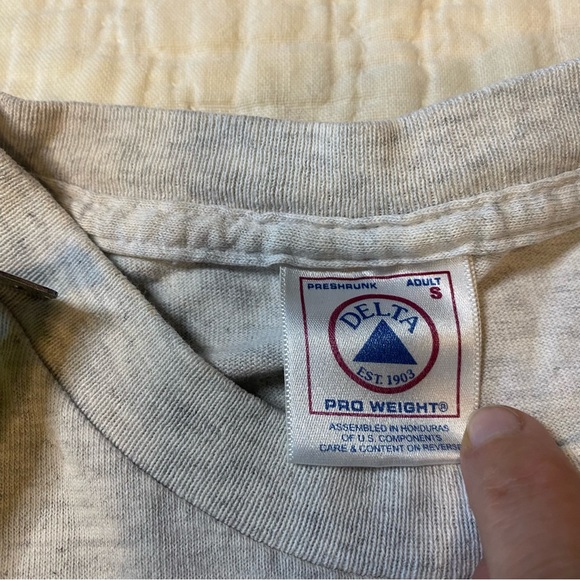 PRESHRUNK ADULT
S
DELTA
EST. 1903
PRO WEIGHT®
ASSEMBLED IN HONDURAS
OF U.S. COMPONENTS
CARE & CONTENT ON REVERSE